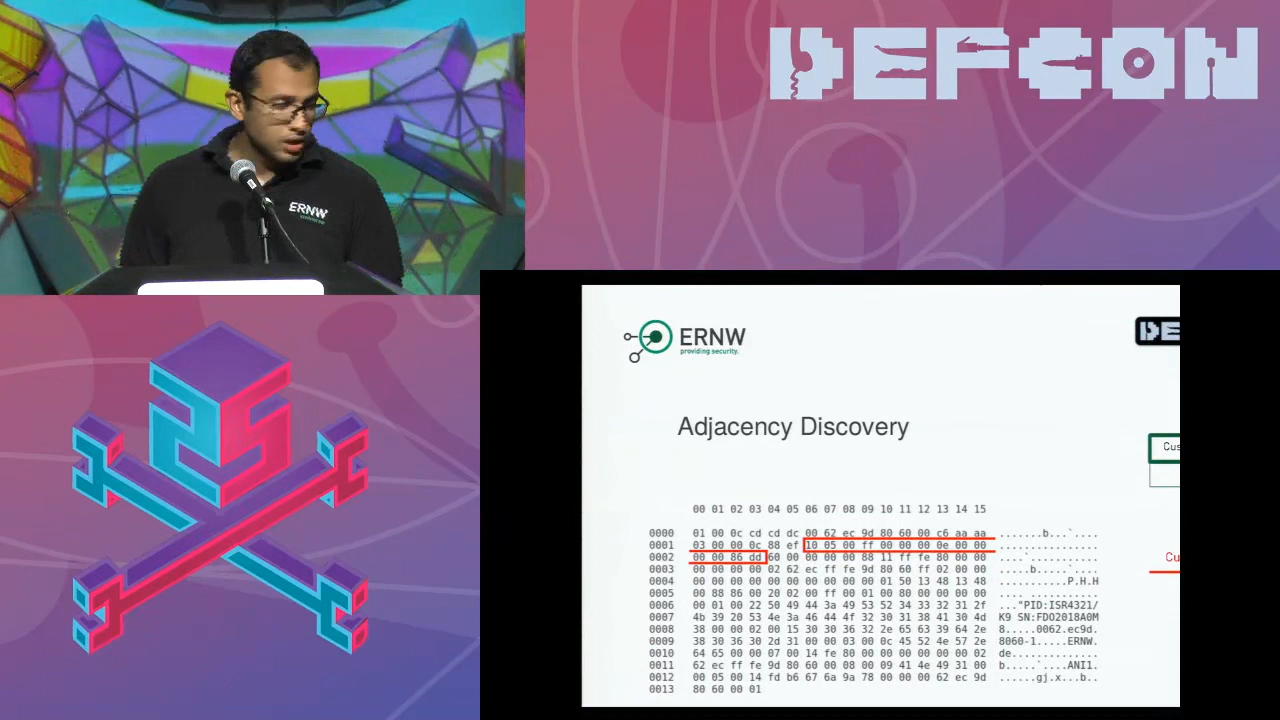 DEFCON
ERNW
ERNW
providing security.
DE
Adjacency Discovery
Cus
Cu
00 01 02 03 04 05 06 07 08 09 10 11 12 13 14 15
0000 01 00 0c cd cd dc 00 62 ec 9d 80 60 00 c6 aa aa .......b...`....
0001 03 00 00 0c 88 ef 10 05 00 ff 00 00 00 0e 00 00 ................
0002 00 00 86 dd 60 00 00 00 00 88 11 ff fe 80 00 00 ....`...........
0003 00 00 00 00 02 62 ec ff fe 9d 80 60 ff 02 00 00 .....b.....`....
0004 00 00 00 00 00 00 00 00 00 00 01 50 13 48 13 48 ...........P.H.H
0005 00 88 86 00 20 02 00 ff 00 01 00 80 00 00 00 00 .... ...........
0006 00 01 00 22 50 49 44 3a 49 53 52 34 33 32 31 2f ..."PID:ISR4321/
0007 4b 39 20 53 4e 3a 46 44 4f 32 30 31 38 41 30 4d K9 SN:FDO2018A0M
0008 38 00 00 02 00 15 30 30 36 32 2e 65 63 39 64 2e 8.....0062.ec9d.
0009 38 30 36 30 2d 31 00 00 03 00 0c 45 52 4e 57 2e 8060-1.....ERNW.
0010 64 65 00 00 07 00 14 fe 80 00 00 00 00 00 00 02 de..............
0011 62 ec ff fe 9d 80 60 00 08 00 09 41 4e 49 31 00 b.....`....ANI1.
0012 00 05 00 14 fd b6 67 6a 9a 78 00 00 00 62 ec 9d ......gj.x...b..
0013 80 60 00 01